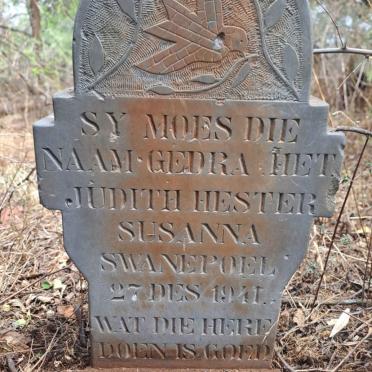 SY MOES DIE
NAAM·GEDRA HET
JUDITH HESTER
SUSANNA
SWANEPOEL
27 DES 1941.
WAT DIE HERE
DOEN IS GOED